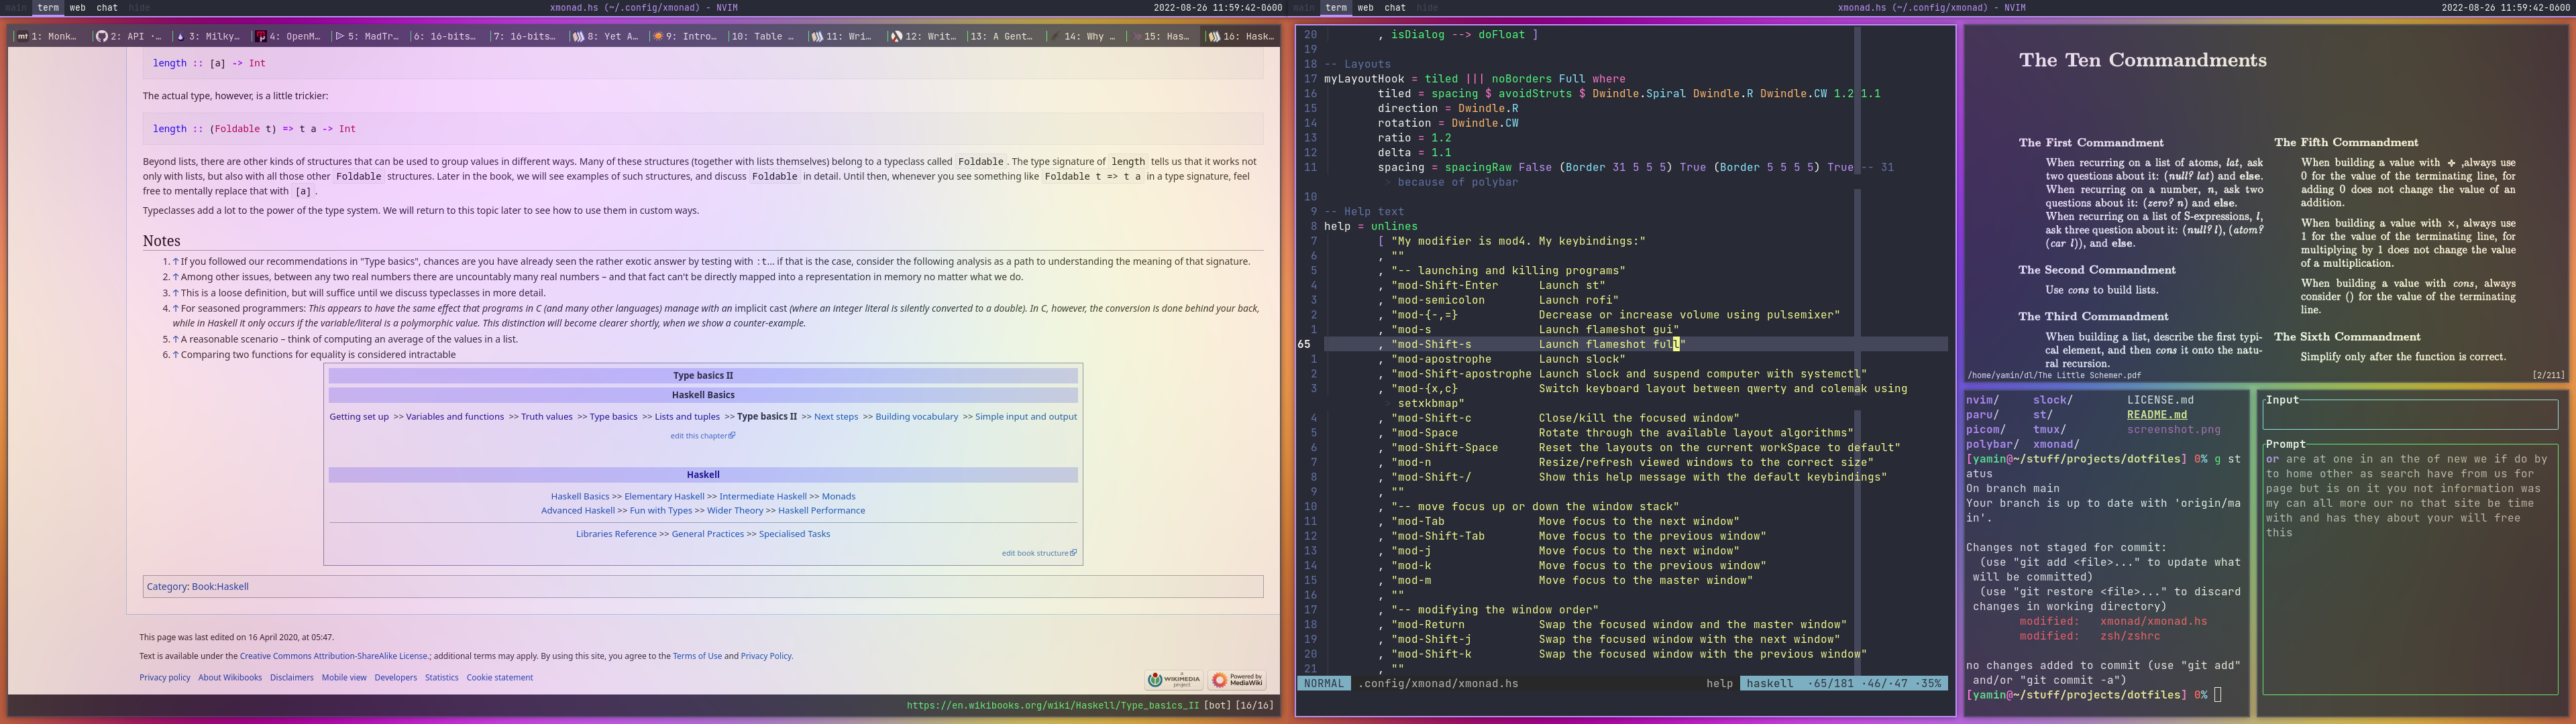 main term web chat hide
xmonad.hs (~/.config/xmonad) - NVIM
2022-08-26 11:59:42-0600
1: Monk… 2: API ·… 3: Milky… 4: OpenM… 5: MadTr… 6: 16-bits… 7: 16-bits… 8: Yet A… 9: Intro… 10: Table … 11: Wri… 12: Writ… 13: A Gent… 14: Why … 15: Has… 16: Hask…
length :: [a] -> Int
The actual type, however, is a little trickier:
length :: (Foldable t) => t a -> Int
Beyond lists, there are other kinds of structures that can be used to group values in different ways. Many of these structures (together with lists themselves) belong to a typeclass called Foldable . The type signature of length tells us that it works not
only with lists, but also with all those other Foldable structures. Later in the book, we will see examples of such structures, and discuss Foldable in detail. Until then, whenever you see something like Foldable t => t a in a type signature, feel
free to mentally replace that with [a] .
Typeclasses add a lot to the power of the type system. We will return to this topic later to see how to use them in custom ways.
Notes
1. ↑ If you followed our recommendations in "Type basics", chances are you have already seen the rather exotic answer by testing with :t… if that is the case, consider the following analysis as a path to understanding the meaning of that signature.
2. ↑ Among other issues, between any two real numbers there are uncountably many real numbers – and that fact can't be directly mapped into a representation in memory no matter what we do.
3. ↑ This is a loose definition, but will suffice until we discuss typeclasses in more detail.
4. ↑ For seasoned programmers: This appears to have the same effect that programs in C (and many other languages) manage with an implicit cast (where an integer literal is silently converted to a double). In C, however, the conversion is done behind your back,
while in Haskell it only occurs if the variable/literal is a polymorphic value. This distinction will become clearer shortly, when we show a counter-example.
5. ↑ A reasonable scenario – think of computing an average of the values in a list.
6. ↑ Comparing two functions for equality is considered intractable
Type basics II
Haskell Basics
Getting set up >> Variables and functions >> Truth values >> Type basics >> Lists and tuples >> Type basics II >> Next steps >> Building vocabulary >> Simple input and output
edit this chapter
Haskell
Haskell Basics >> Elementary Haskell >> Intermediate Haskell >> Monads
Advanced Haskell >> Fun with Types >> Wider Theory >> Haskell Performance
Libraries Reference >> General Practices >> Specialised Tasks
edit book structure
Category: Book:Haskell
This page was last edited on 16 April 2020, at 05:47.
Text is available under the Creative Commons Attribution-ShareAlike License.; additional terms may apply. By using this site, you agree to the Terms of Use and Privacy Policy.
Privacy policy About Wikibooks Disclaimers Mobile view Developers Statistics Cookie statement
A WIKIMEDIA project
Powered by MediaWiki
https://en.wikibooks.org/wiki/Haskell/Type_basics_II [bot] [16/16]
main term web chat hide
xmonad.hs (~/.config/xmonad) - NVIM
2022-08-26 11:59:42-0600
20 , isDialog --> doFloat ]
19
18 -- Layouts
17 myLayoutHook = tiled ||| noBorders Full where
16 tiled = spacing $ avoidStruts $ Dwindle.Spiral Dwindle.R Dwindle.CW 1.2 1.1
15 direction = Dwindle.R
14 rotation = Dwindle.CW
13 ratio = 1.2
12 delta = 1.1
11 spacing = spacingRaw False (Border 31 5 5 5) True (Border 5 5 5 5) True -- 31
> because of polybar
10
9 -- Help text
8 help = unlines
7 [ "My modifier is mod4. My keybindings:"
6 , ""
5 , "-- launching and killing programs"
4 , "mod-Shift-Enter Launch st"
3 , "mod-semicolon Launch rofi"
2 , "mod-{-,=} Decrease or increase volume using pulsemixer"
1 , "mod-s Launch flameshot gui"
65 , "mod-Shift-s Launch flameshot full"
1 , "mod-apostrophe Launch slock"
2 , "mod-Shift-apostrophe Launch slock and suspend computer with systemctl"
3 , "mod-{x,c} Switch keyboard layout between qwerty and colemak using
> setxkbmap"
4 , "mod-Shift-c Close/kill the focused window"
5 , "mod-Space Rotate through the available layout algorithms"
6 , "mod-Shift-Space Reset the layouts on the current workSpace to default"
7 , "mod-n Resize/refresh viewed windows to the correct size"
8 , "mod-Shift-/ Show this help message with the default keybindings"
9 , ""
10 , "-- move focus up or down the window stack"
11 , "mod-Tab Move focus to the next window"
12 , "mod-Shift-Tab Move focus to the previous window"
13 , "mod-j Move focus to the next window"
14 , "mod-k Move focus to the previous window"
15 , "mod-m Move focus to the master window"
16 , ""
17 , "-- modifying the window order"
18 , "mod-Return Swap the focused window and the master window"
19 , "mod-Shift-j Swap the focused window with the next window"
20 , "mod-Shift-k Swap the focused window with the previous window"
21 , ""
NORMAL .config/xmonad/xmonad.hs help haskell ·65/181 ·46/·47 ·35%
The Ten Commandments
The First Commandment
When recurring on a list of atoms, lat, ask
two questions about it: (null? lat) and else.
When recurring on a number, n, ask two
questions about it: (zero? n) and else.
When recurring on a list of S-expressions, l,
ask three question about it: (null? l), (atom?
(car l)), and else.
The Second Commandment
Use cons to build lists.
The Third Commandment
When building a list, describe the first typi-
cal element, and then cons it onto the natu-
ral recursion.
The Fifth Commandment
When building a value with +, always use
0 for the value of the terminating line, for
adding 0 does not change the value of an
addition.
When building a value with ×, always use
1 for the value of the terminating line, for
multiplying by 1 does not change the value
of a multiplication.
When building a value with cons, always
consider () for the value of the terminating
line.
The Sixth Commandment
Simplify only after the function is correct.
/home/yamin/dl/The Little Schemer.pdf [2/211]
nvim/ slock/ LICENSE.md
paru/ st/ README.md
picom/ tmux/ screenshot.png
polybar/ xmonad/
[yamin@~/stuff/projects/dotfiles] 0% g st
atus
On branch main
Your branch is up to date with 'origin/ma
in'.
Changes not staged for commit:
(use "git add <file>..." to update what
will be committed)
(use "git restore <file>..." to discard
changes in working directory)
modified: xmonad/xmonad.hs
modified: zsh/zshrc
no changes added to commit (use "git add"
and/or "git commit -a")
[yamin@~/stuff/projects/dotfiles] 0%
Input
Prompt
or are at one in an the of new we if do by
to home other as search have from us for
page but is on it you not information was
my can all more our no that site be time
with and has they about your will free
this